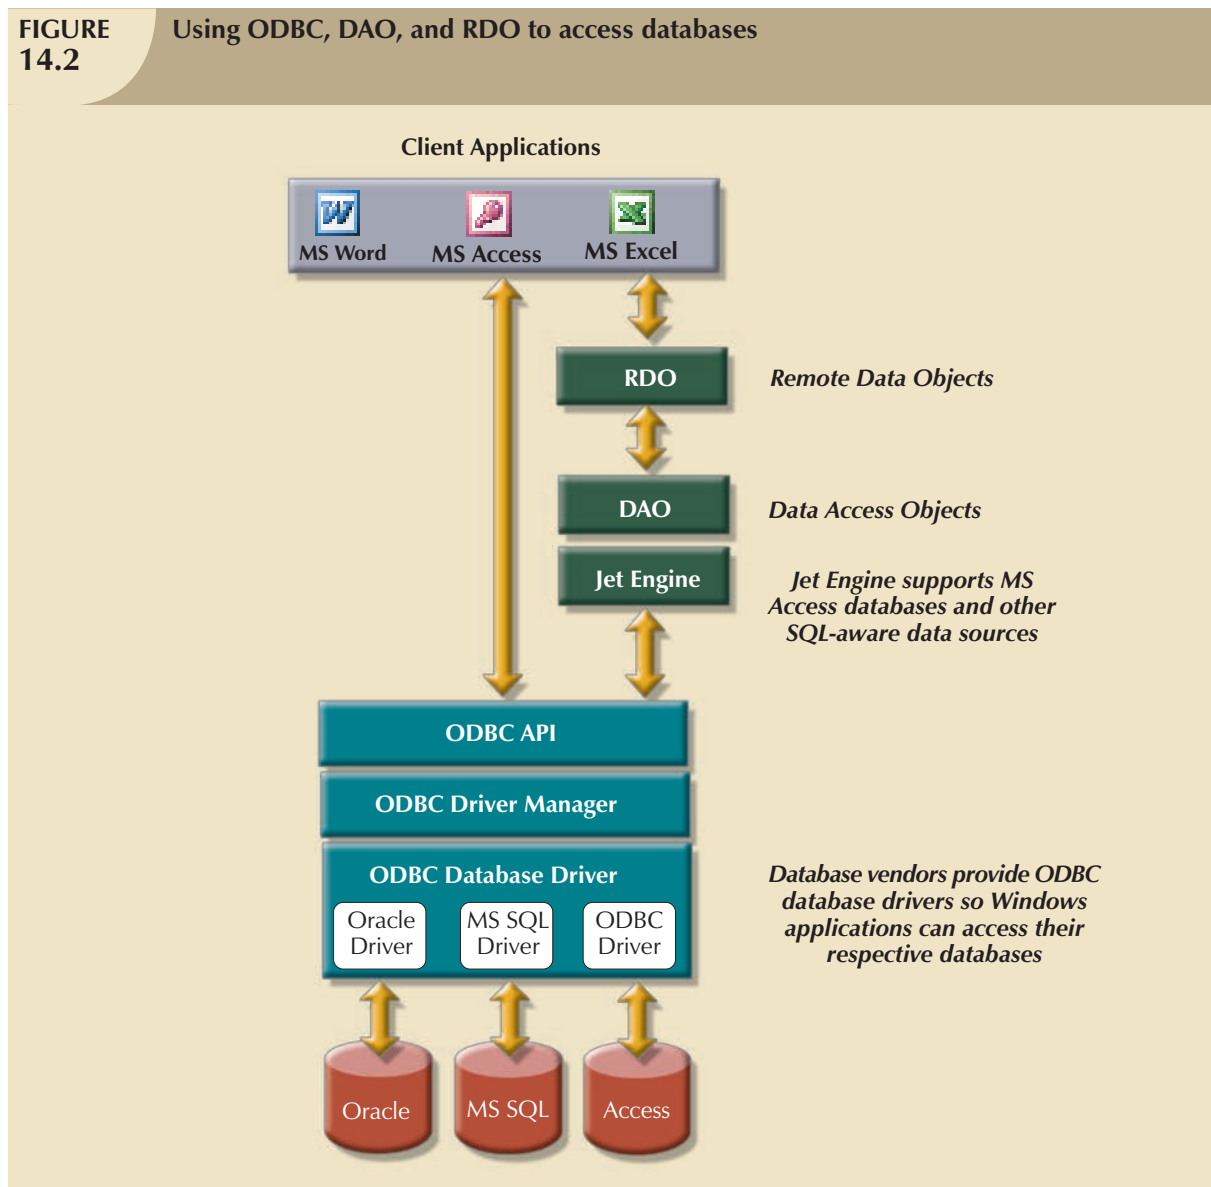 FIGURE
14.2
Using ODBC, DAO, and RDO to access databases
Client Applications
MS Word
MS Access
MS Excel
RDO
Remote Data Objects
DAO
Data Access Objects
Jet Engine
Jet Engine supports MS
Access databases and other
SQL-aware data sources
ODBC API
ODBC Driver Manager
ODBC Database Driver
Oracle
Driver
MS SQL
Driver
ODBC
Driver
Database vendors provide ODBC
database drivers so Windows
applications can access their
respective databases
Oracle
MS SQL
Access